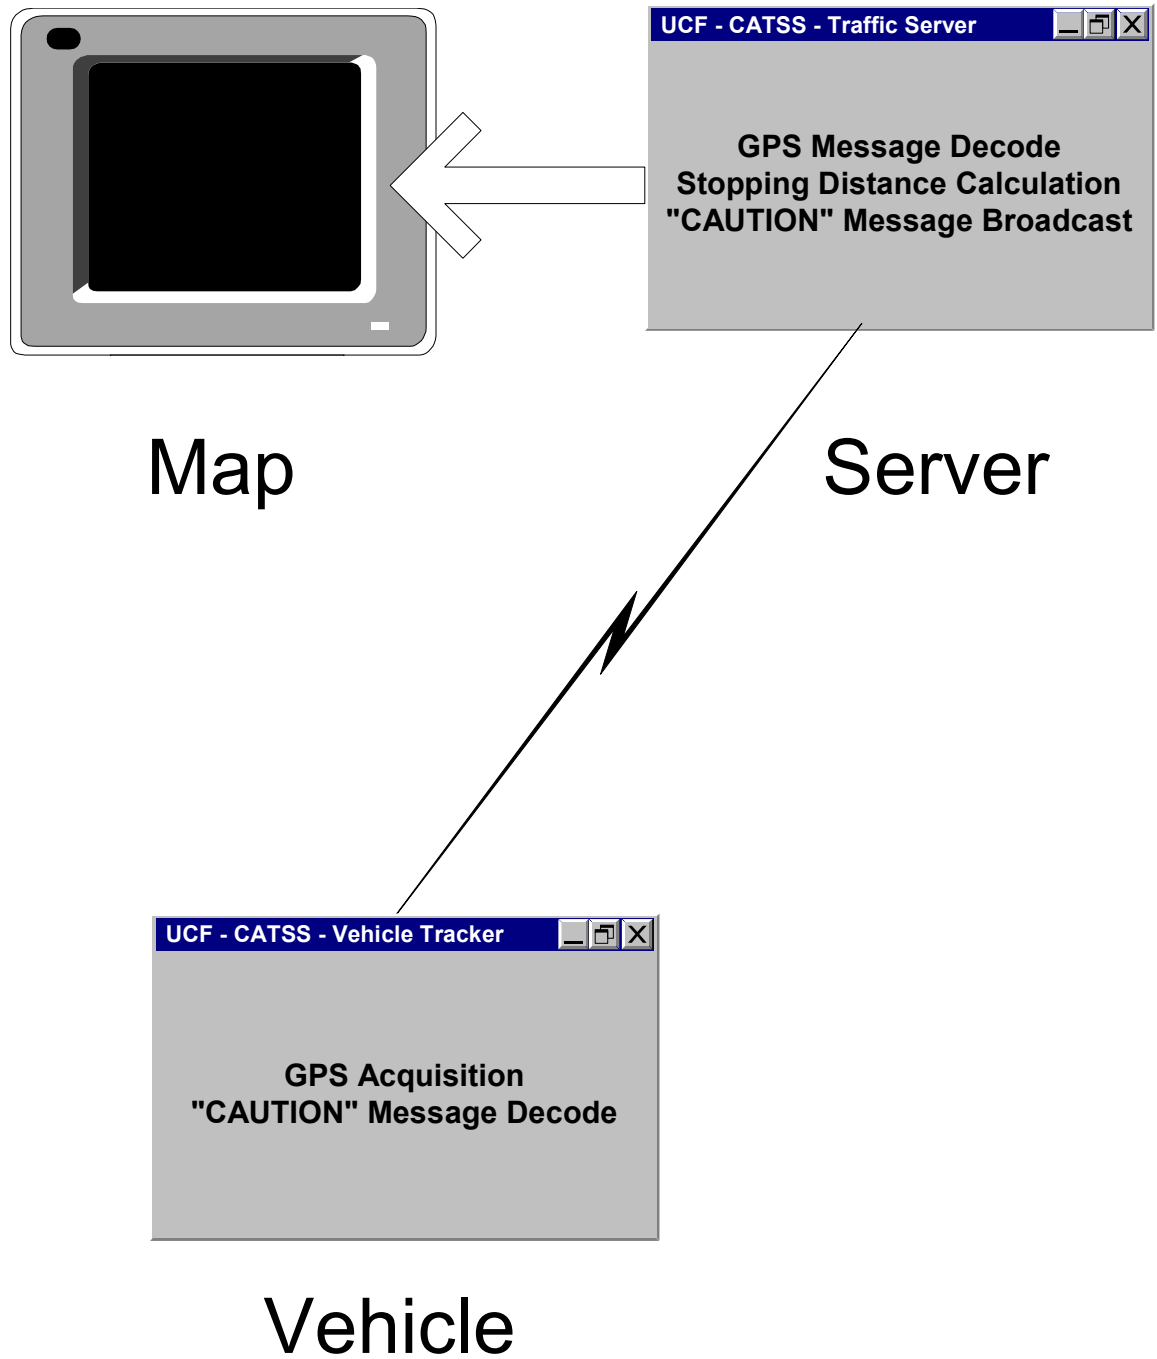 UCF - CATSS - Traffic Server
GPS Message Decode
Stopping Distance Calculation
"CAUTION" Message Broadcast
Map
Server
UCF - CATSS - Vehicle Tracker
GPS Acquisition
"CAUTION" Message Decode
Vehicle